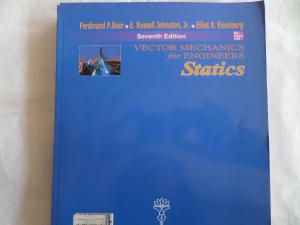 Ferdinand P. Beer • E. Russell Johnston, Jr. • Elliot R. Eisenberg
Seventh Edition
VECTOR MECHANICS
for ENGINEERS
Statics